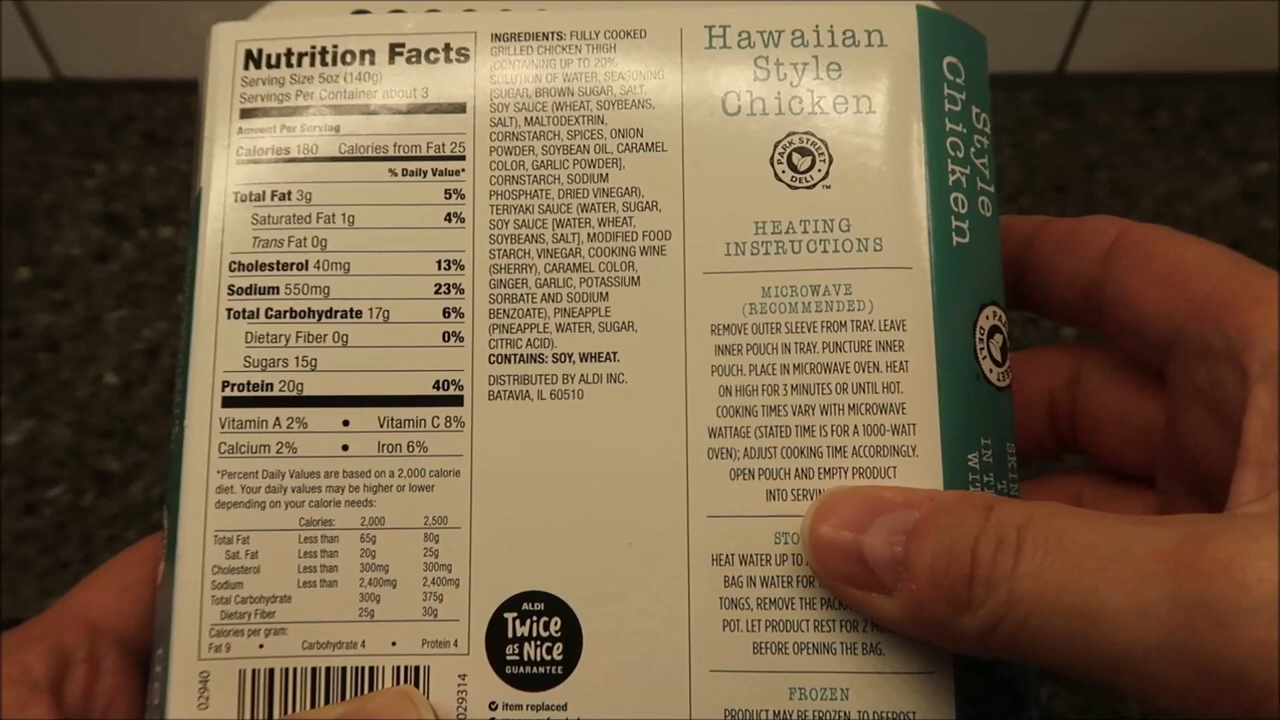 Nutrition Facts
Serving Size 5oz (140g)
Servings Per Container about 3
Amount Per Serving
Calories 180 Calories from Fat 25
% Daily Value*
Total Fat 3g 5%
Saturated Fat 1g 4%
Trans Fat 0g
Cholesterol 40mg 13%
Sodium 550mg 23%
Total Carbohydrate 17g 6%
Dietary Fiber 0g 0%
Sugars 15g
Protein 20g 40%
Vitamin A 2% • Vitamin C 8%
Calcium 2% • Iron 6%
*Percent Daily Values are based on a 2,000 calorie
diet. Your daily values may be higher or lower
depending on your calorie needs:
Calories: 2,000 2,500
Total Fat Less than 65g 80g
Sat. Fat Less than 20g 25g
Cholesterol Less than 300mg 300mg
Sodium Less than 2,400mg 2,400mg
Total Carbohydrate 300g 375g
Dietary Fiber 25g 30g
Calories per gram:
Fat 9 • Carbohydrate 4 • Protein 4
02940
029314
INGREDIENTS: FULLY COOKED
GRILLED CHICKEN THIGH
(CONTAINING UP TO 20%
SOLUTION OF WATER, SEASONING
[SUGAR, BROWN SUGAR, SALT,
SOY SAUCE (WHEAT, SOYBEANS,
SALT), MALTODEXTRIN,
CORNSTARCH, SPICES, ONION
POWDER, SOYBEAN OIL, CARAMEL
COLOR, GARLIC POWDER],
CORNSTARCH, SODIUM
PHOSPHATE, DRIED VINEGAR),
TERIYAKI SAUCE (WATER, SUGAR,
SOY SAUCE [WATER, WHEAT,
SOYBEANS, SALT], MODIFIED FOOD
STARCH, VINEGAR, COOKING WINE
(SHERRY), CARAMEL COLOR,
GINGER, GARLIC, POTASSIUM
SORBATE AND SODIUM
BENZOATE), PINEAPPLE
(PINEAPPLE, WATER, SUGAR,
CITRIC ACID).
CONTAINS: SOY, WHEAT.
DISTRIBUTED BY ALDI INC.
BATAVIA, IL 60510
ALDI
Twice
as Nice
GUARANTEE
item replaced
Hawaiian
Style
Chicken
PARK STREET
DELI
TM
HEATING
INSTRUCTIONS
MICROWAVE
(RECOMMENDED)
REMOVE OUTER SLEEVE FROM TRAY. LEAVE
INNER POUCH IN TRAY. PUNCTURE INNER
POUCH. PLACE IN MICROWAVE OVEN. HEAT
ON HIGH FOR 3 MINUTES OR UNTIL HOT.
COOKING TIMES VARY WITH MICROWAVE
WATTAGE (STATED TIME IS FOR A 1000-WATT
OVEN); ADJUST COOKING TIME ACCORDINGLY.
OPEN POUCH AND EMPTY PRODUCT
INTO
HEAT WATER UP TO
BAG IN WATER FOR
TONGS, REMOVE THE
POT. LET PRODUCT REST FOR 2
BEFORE OPENING THE BAG.
FROZEN
PRODUCT MAY BE FROZEN. TO DEFROST
Style
Chicken
DELI